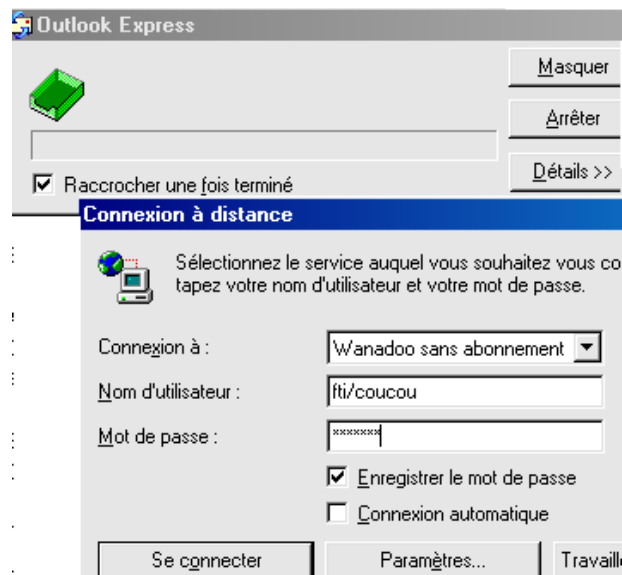 Outlook Express
Masquer
Arrêter
Détails >>
Raccrocher une fois terminé
Connexion à distance
Sélectionnez le service auquel vous souhaitez vous co
tapez votre nom d'utilisateur et votre mot de passe.
Connexion à :
Wanadoo sans abonnement
Nom d'utilisateur :
fti/coucou
Mot de passe :
*******
Enregistrer le mot de passe
Connexion automatique
Se connecter
Paramètres...
Travaille